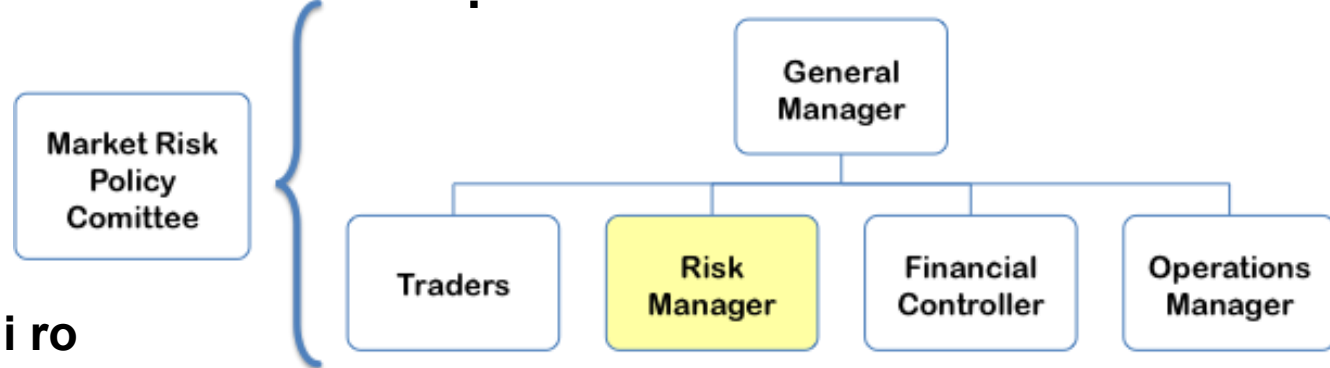 General
Manager
Market Risk
Policy
Comittee
Traders
Risk
Manager
Financial
Controller
Operations
Manager
i ro